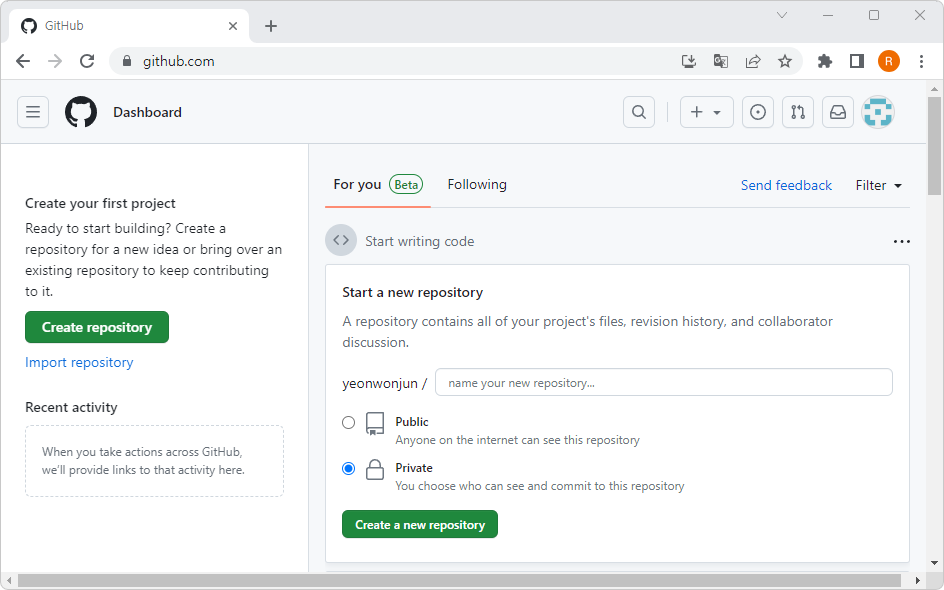 GitHub
github.com
R
Dashboard
Create your first project
Ready to start building? Create a
repository for a new idea or bring over an
existing repository to keep contributing
to it.
Create repository
Import repository
Recent activity
When you take actions across GitHub,
we'll provide links to that activity here.
For you Beta Following Send feedback Filter
Start writing code
Start a new repository
A repository contains all of your project's files, revision history, and collaborator
discussion.
yeonwonjun / name your new repository...
Public
Anyone on the internet can see this repository
Private
You choose who can see and commit to this repository
Create a new repository